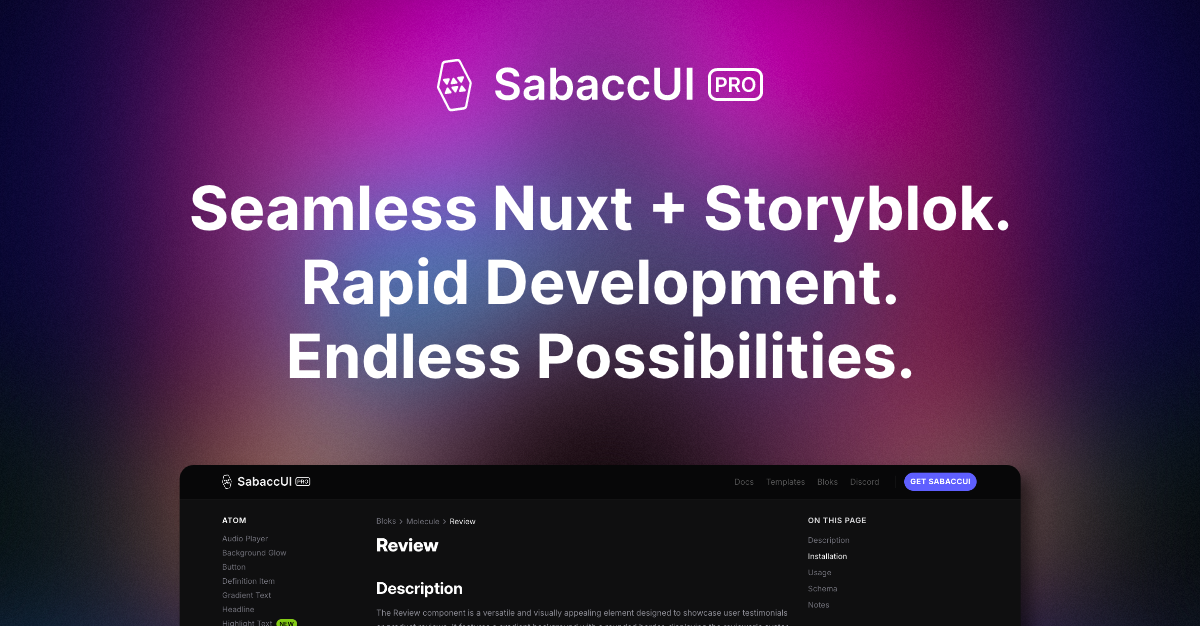 SabaccUI PRO
Seamless Nuxt + Storyblok.
Rapid Development.
Endless Possibilities.
SabaccUI PRO
Docs Templates Bloks Discord GET SABACCUI
ATOM
Audio Player
Background Glow
Button
Definition Item
Gradient Text
Headline
Highlight Text NEW
Bloks > Molecule > Review
Review
Description
The Review component is a versatile and visually appealing element designed to showcase user testimonials
ON THIS PAGE
Description
Installation
Usage
Schema
Notes